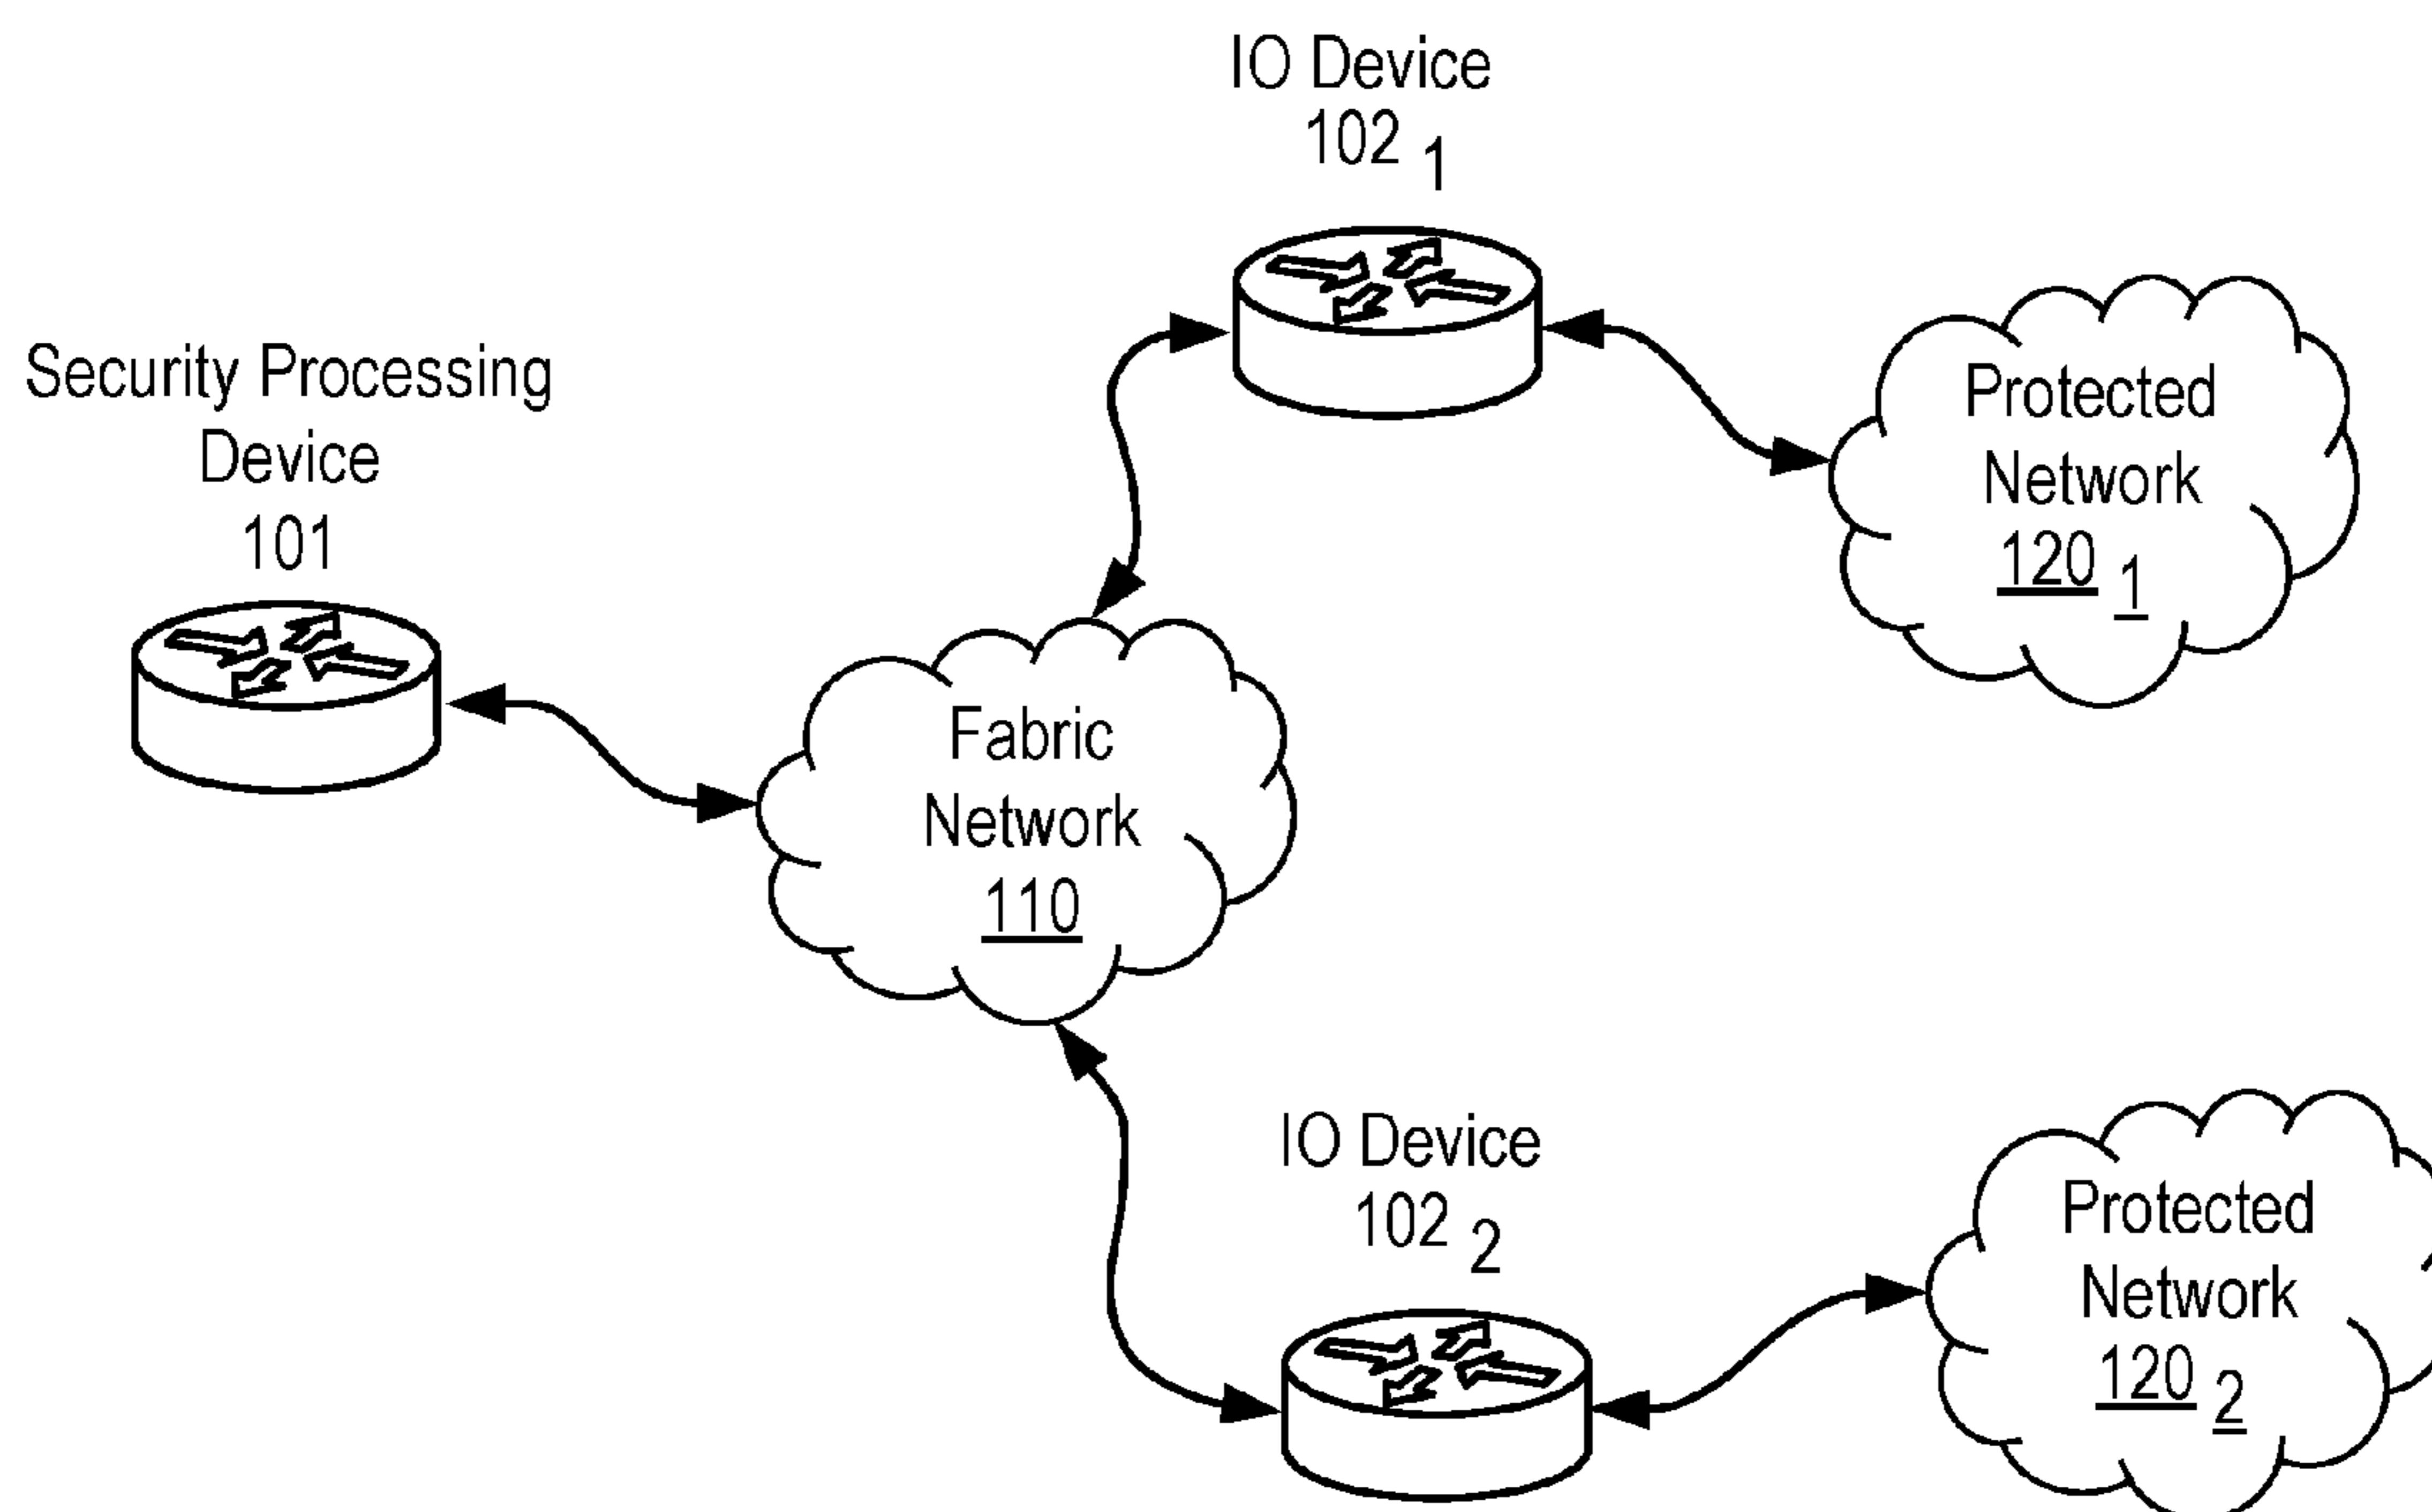 IO Device
102 1
Security Processing
Device
101
Protected
Network
120 1
Fabric
Network
110
IO Device
102 2
Protected
Network
120 2